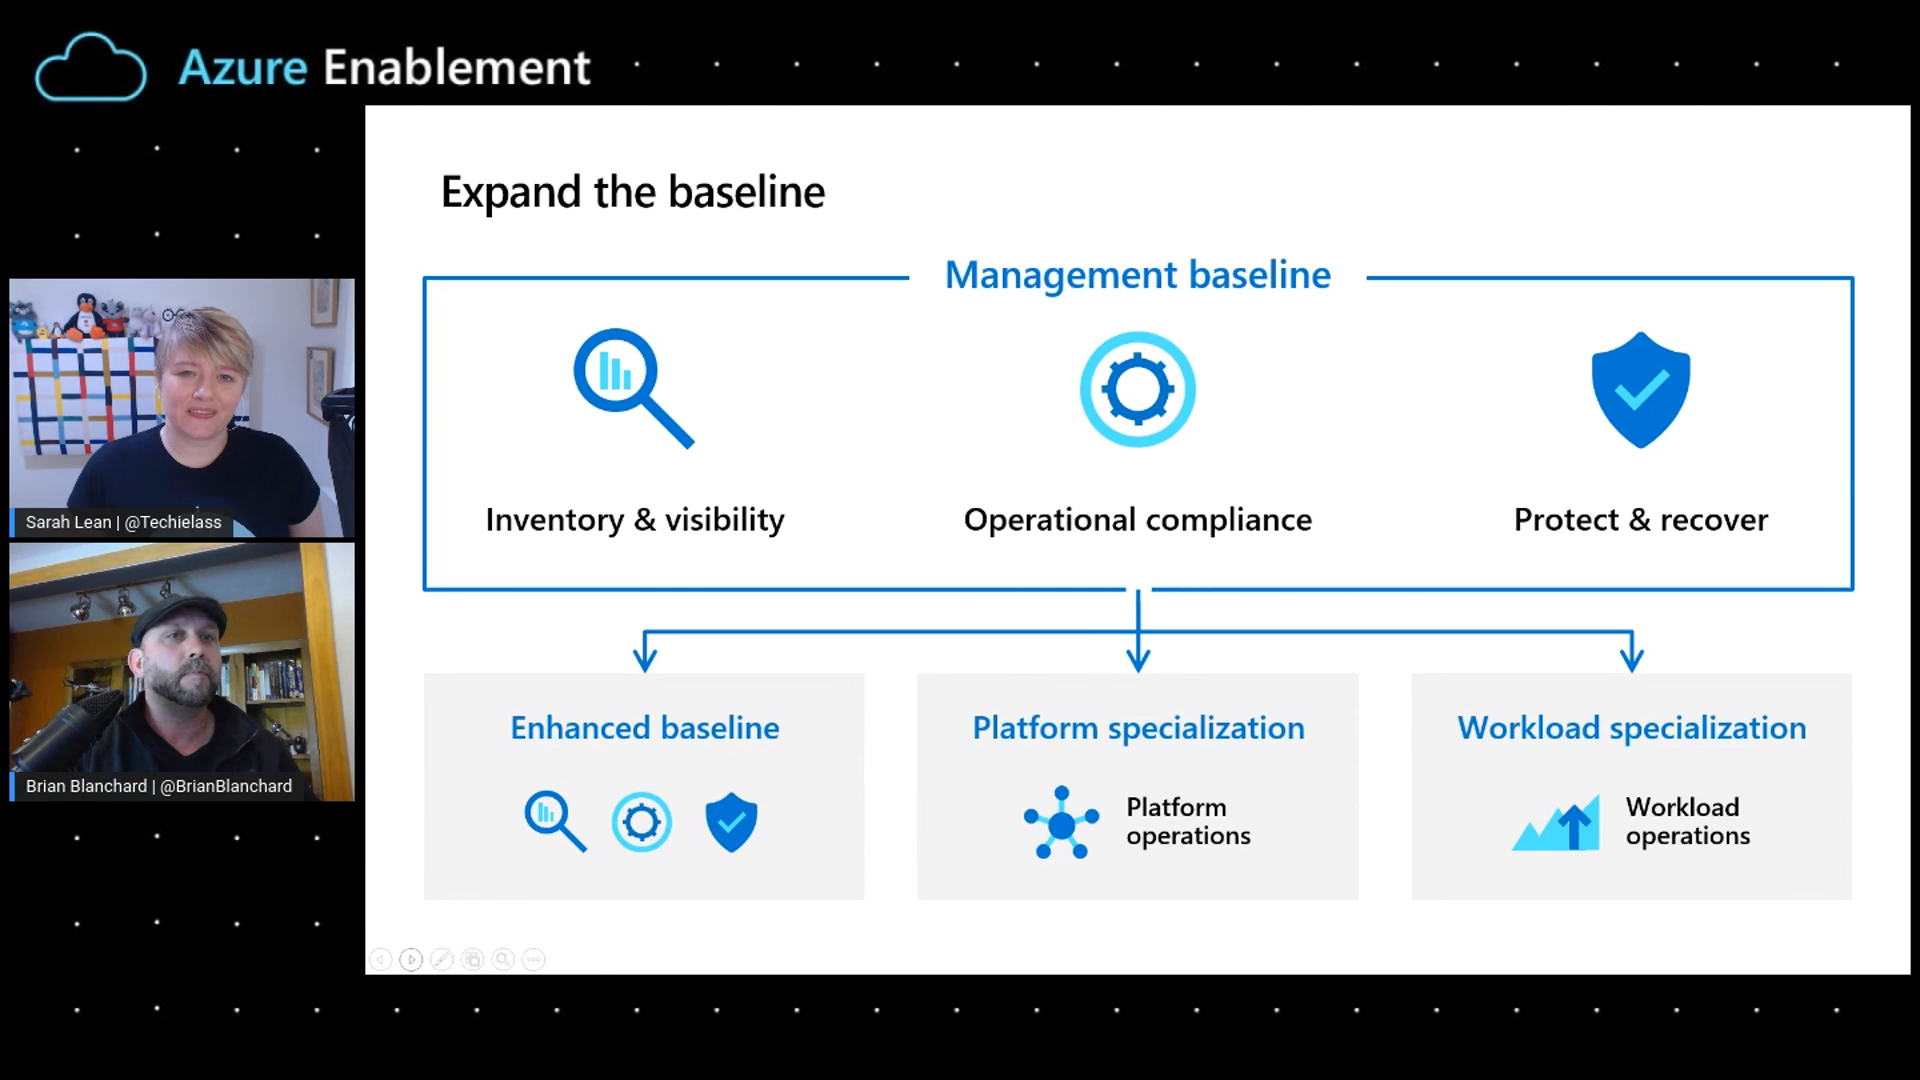 Azure Enablement
Expand the baseline
Management baseline
Inventory & visibility
Operational compliance
Protect & recover
Sarah Lean | @Techielass
Brian Blanchard | @BrianBlanchard
Enhanced baseline
Platform specialization
Platform
operations
Workload specialization
Workload
operations